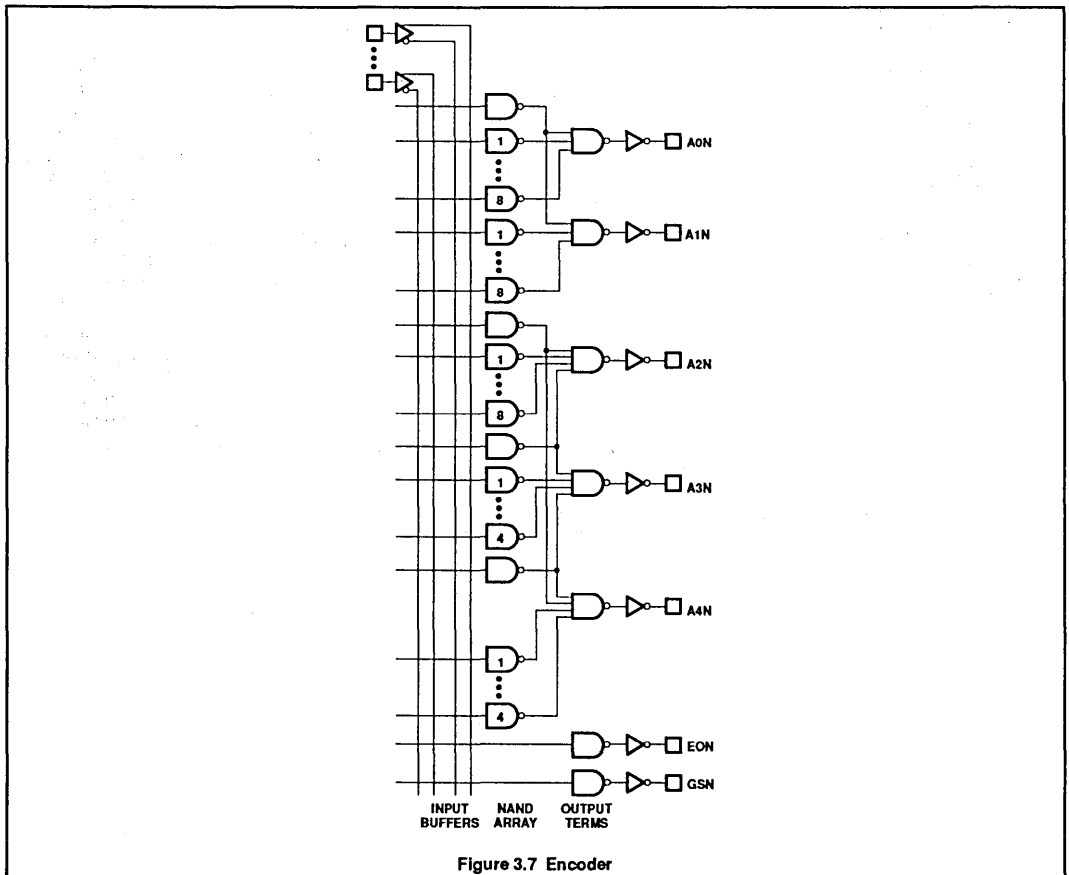 1
A0N
8
1
A1N
8
1
A2N
8
1
A3N
4
A4N
1
4
EON
GSN
INPUT BUFFERS
NAND ARRAY
OUTPUT TERMS
Figure 3.7 Encoder